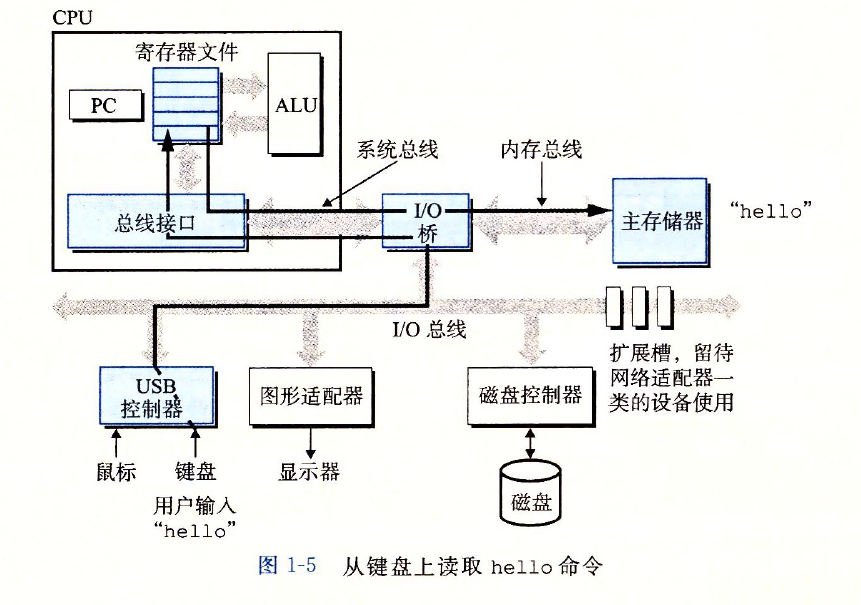 CPU
寄存器文件
PC
ALU
系统总线
内存总线
总线接口
I/O
桥
主存储器
“hello”
I/O 总线
扩展槽，留待
网络适配器一
类的设备使用
USB
控制器
图形适配器
磁盘控制器
鼠标
键盘
显示器
用户输入
“hello”
磁盘
图 1-5 从键盘上读取 hello 命令